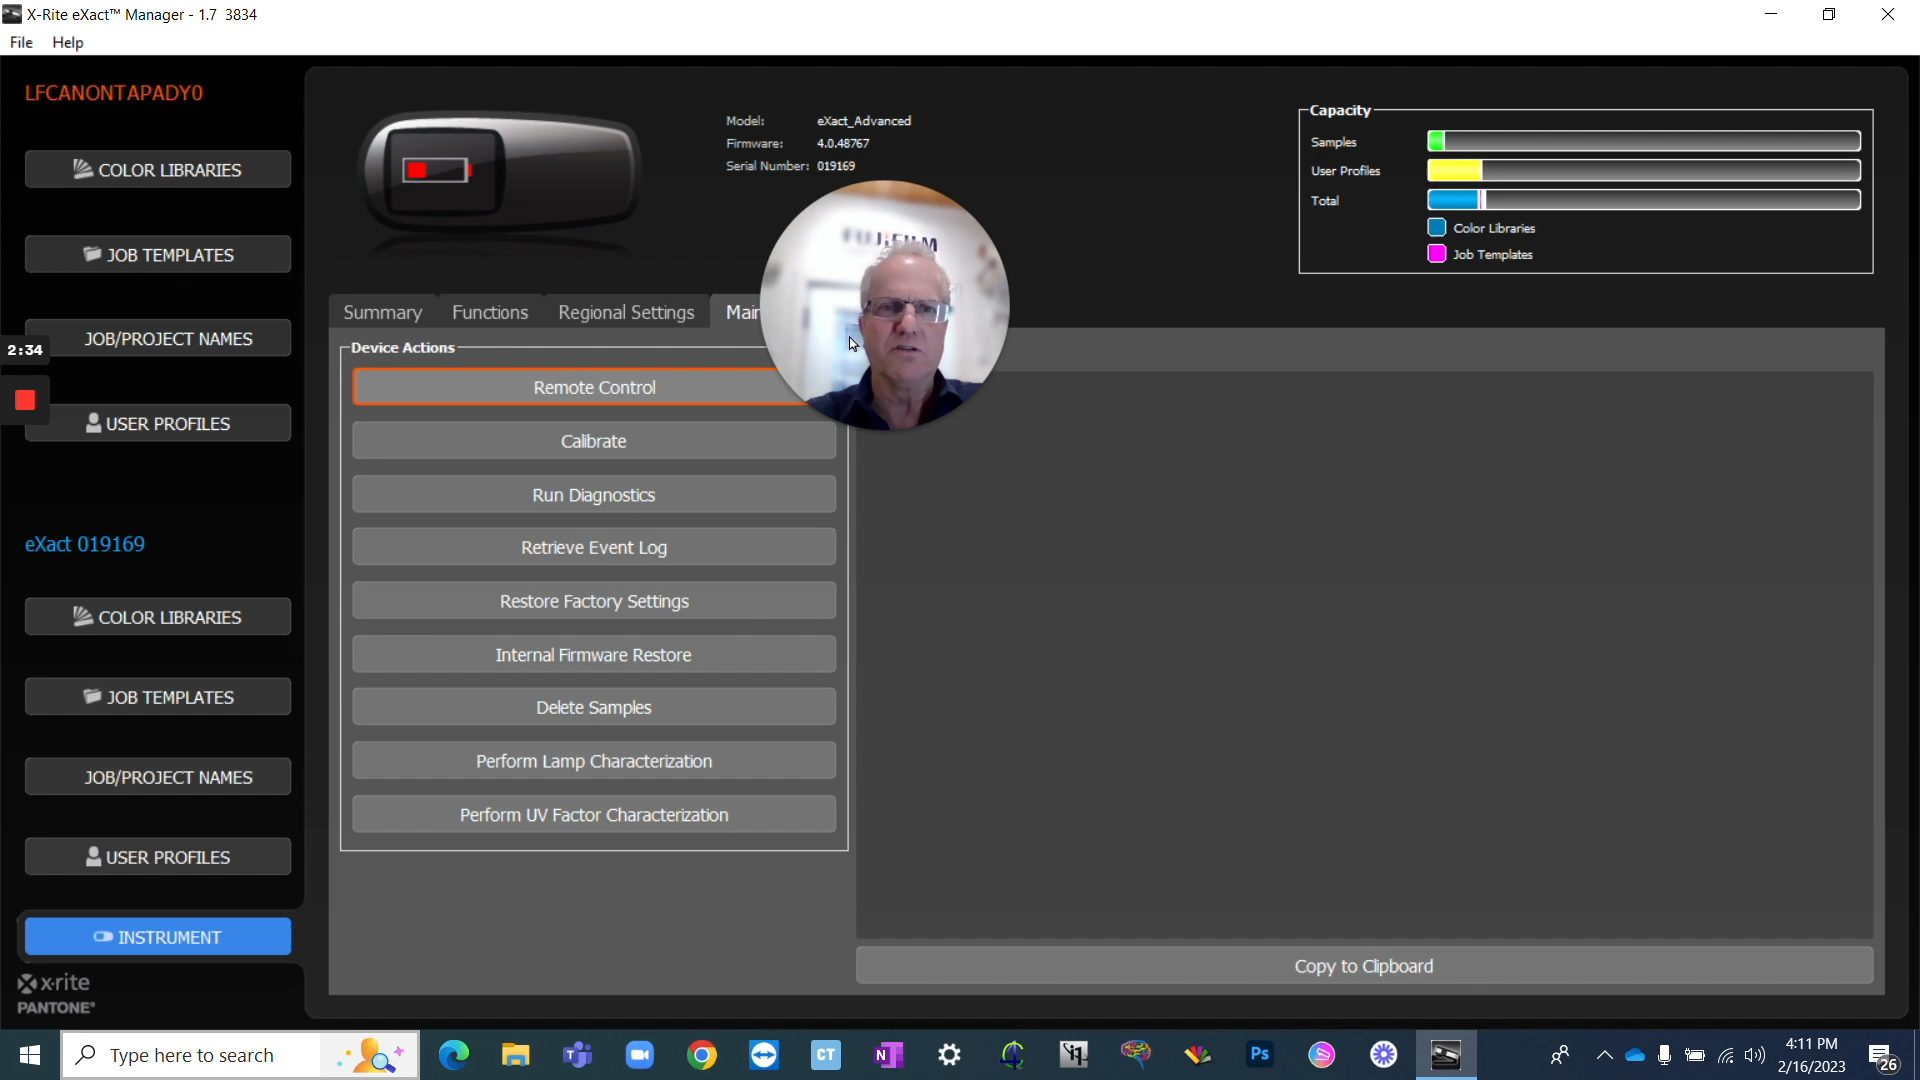 X-Rite eXact™ Manager - 1.7 3834
File Help
LFCANONTAPADY0
COLOR LIBRARIES
JOB TEMPLATES
JOB/PROJECT NAMES
2:34
USER PROFILES
eXact 019169
COLOR LIBRARIES
JOB TEMPLATES
JOB/PROJECT NAMES
USER PROFILES
INSTRUMENT
x·rite
PANTONE®
Model: eXact_Advanced
Firmware: 4.0.48767
Serial Number: 019169
Capacity
Samples
User Profiles
Total
Color Libraries
Job Templates
FUJIFILM
Summary Functions Regional Settings
Device Actions
Remote Control
Calibrate
Run Diagnostics
Retrieve Event Log
Restore Factory Settings
Internal Firmware Restore
Delete Samples
Perform Lamp Characterization
Perform UV Factor Characterization
Copy to Clipboard
Type here to search
CT
Ps
4:11 PM
2/16/2023
26